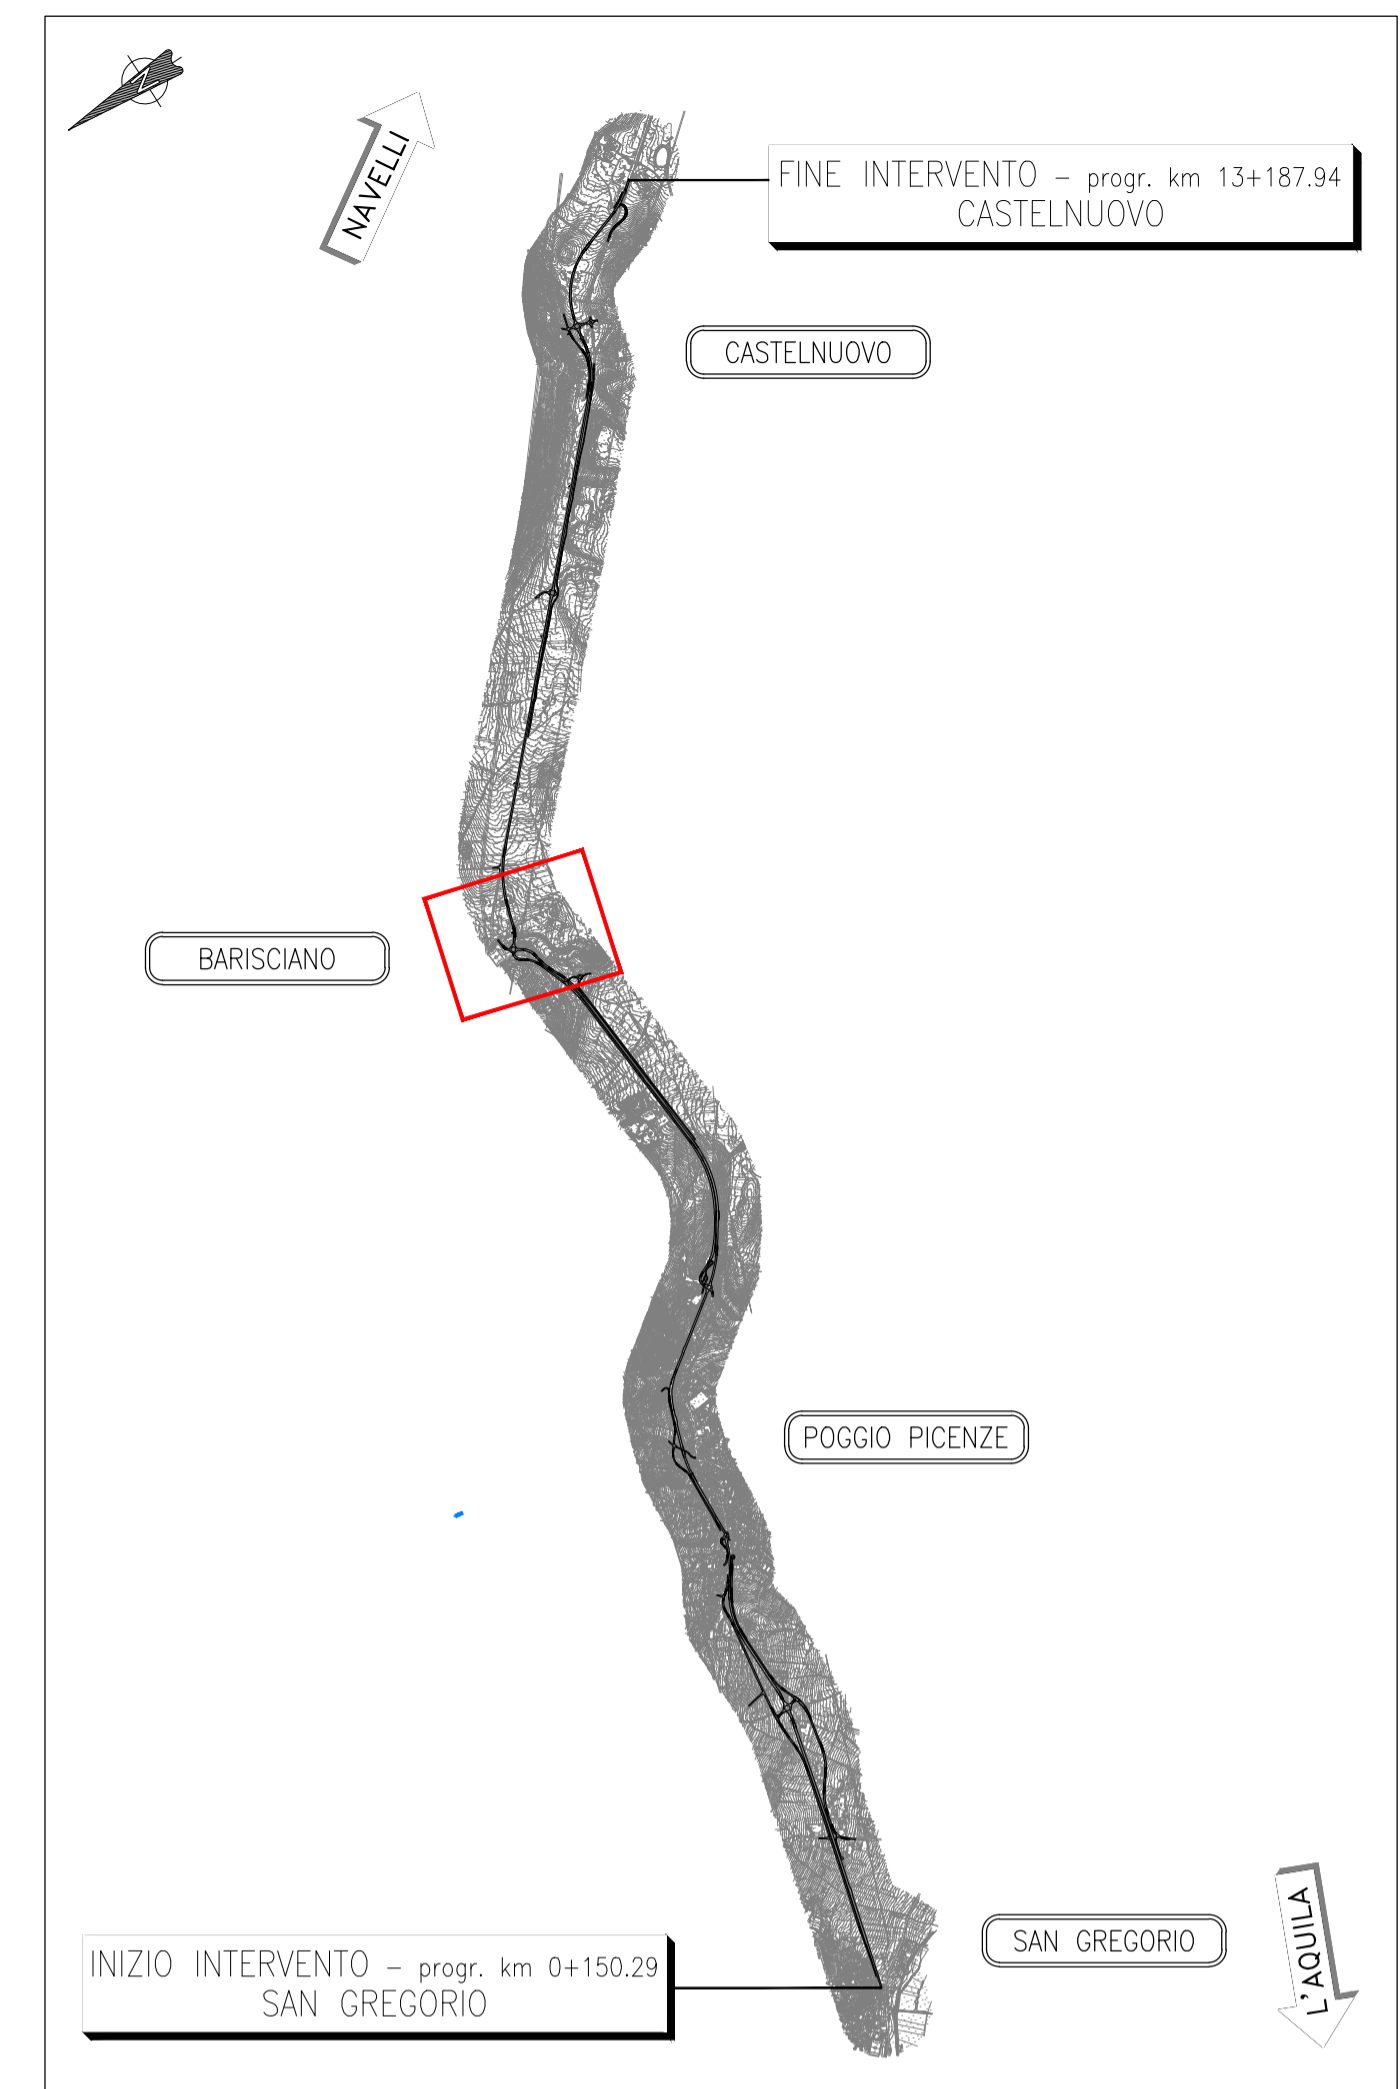 N
NAVELLI
FINE INTERVENTO – progr. km 13+187.94
CASTELNUOVO
CASTELNUOVO
BARISCIANO
POGGIO PICENZE
SAN GREGORIO
L'AQUILA
INIZIO INTERVENTO – progr. km 0+150.29
SAN GREGORIO